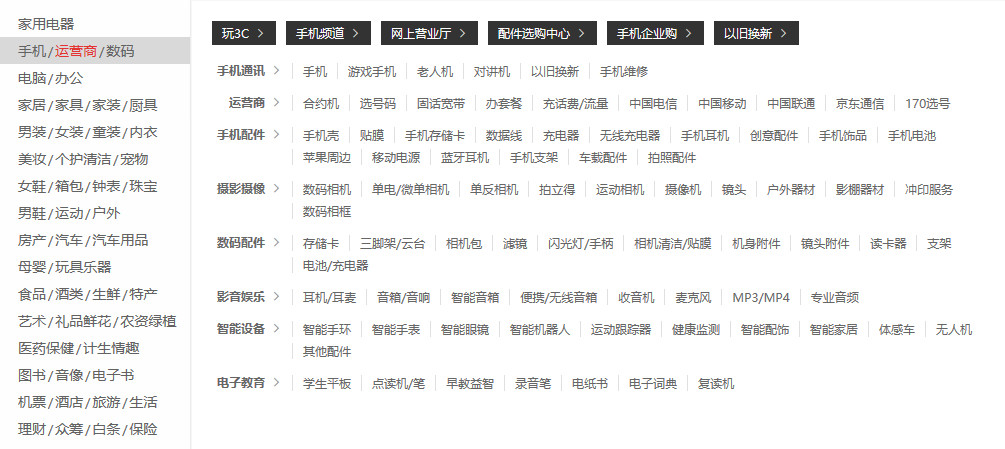 家用电器
手机/运营商/数码
电脑/办公
家居/家具/家装/厨具
男装/女装/童装/内衣
美妆/个护清洁/宠物
女鞋/箱包/钟表/珠宝
男鞋/运动/户外
房产/汽车/汽车用品
母婴/玩具乐器
食品/酒类/生鲜/特产
艺术/礼品鲜花/农资绿植
医药保健/计生情趣
图书/音像/电子书
机票/酒店/旅游/生活
理财/众筹/白条/保险
玩3C > 手机频道 > 网上营业厅 > 配件选购中心 > 手机企业购 > 以旧换新 >
手机通讯 > 手机 游戏手机 老人机 对讲机 以旧换新 手机维修
运营商 > 合约机 选号码 固话宽带 办套餐 充话费/流量 中国电信 中国移动 中国联通 京东通信 170选号
手机配件 > 手机壳 贴膜 手机存储卡 数据线 充电器 无线充电器 手机耳机 创意配件 手机饰品 手机电池
苹果周边 移动电源 蓝牙耳机 手机支架 车载配件 拍照配件
摄影摄像 > 数码相机 单电/微单相机 单反相机 拍立得 运动相机 摄像机 镜头 户外器材 影棚器材 冲印服务
数码相框
数码配件 > 存储卡 三脚架/云台 相机包 滤镜 闪光灯/手柄 相机清洁/贴膜 机身附件 镜头附件 读卡器 支架
电池/充电器
影音娱乐 > 耳机/耳麦 音箱/音响 智能音箱 便携/无线音箱 收音机 麦克风 MP3/MP4 专业音频
智能设备 > 智能手环 智能手表 智能眼镜 智能机器人 运动跟踪器 健康监测 智能配饰 智能家居 体感车 无人机
其他配件
电子教育 > 学生平板 点读机/笔 早教益智 录音笔 电纸书 电子词典 复读机